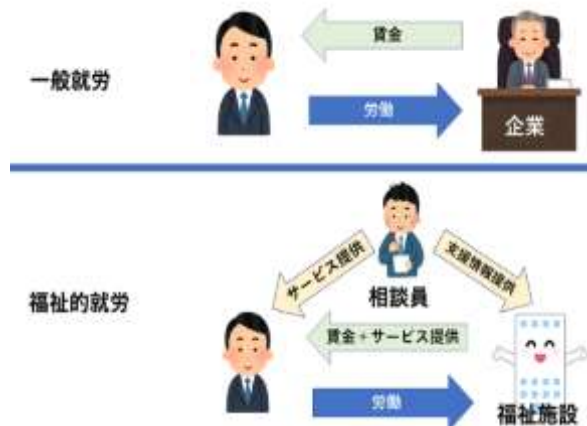 賃金
一般就労
労働
企業
サービス提供
支援情報提供
相談員
福祉的就労
賃金+サービス提供
労働
福祉施設